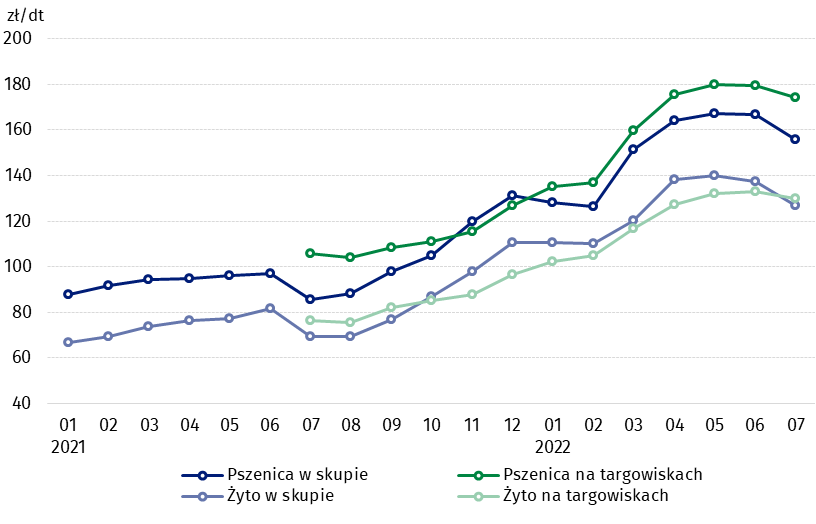 zł/dt
200
180
160
140
120
100
80
60
40
01 02 03 04 05 06 07 08 09 10 11 12 01 02 03 04 05 06 07
2021 2022
Pszenica w skupie Pszenica na targowiskach
Żyto w skupie Żyto na targowiskach